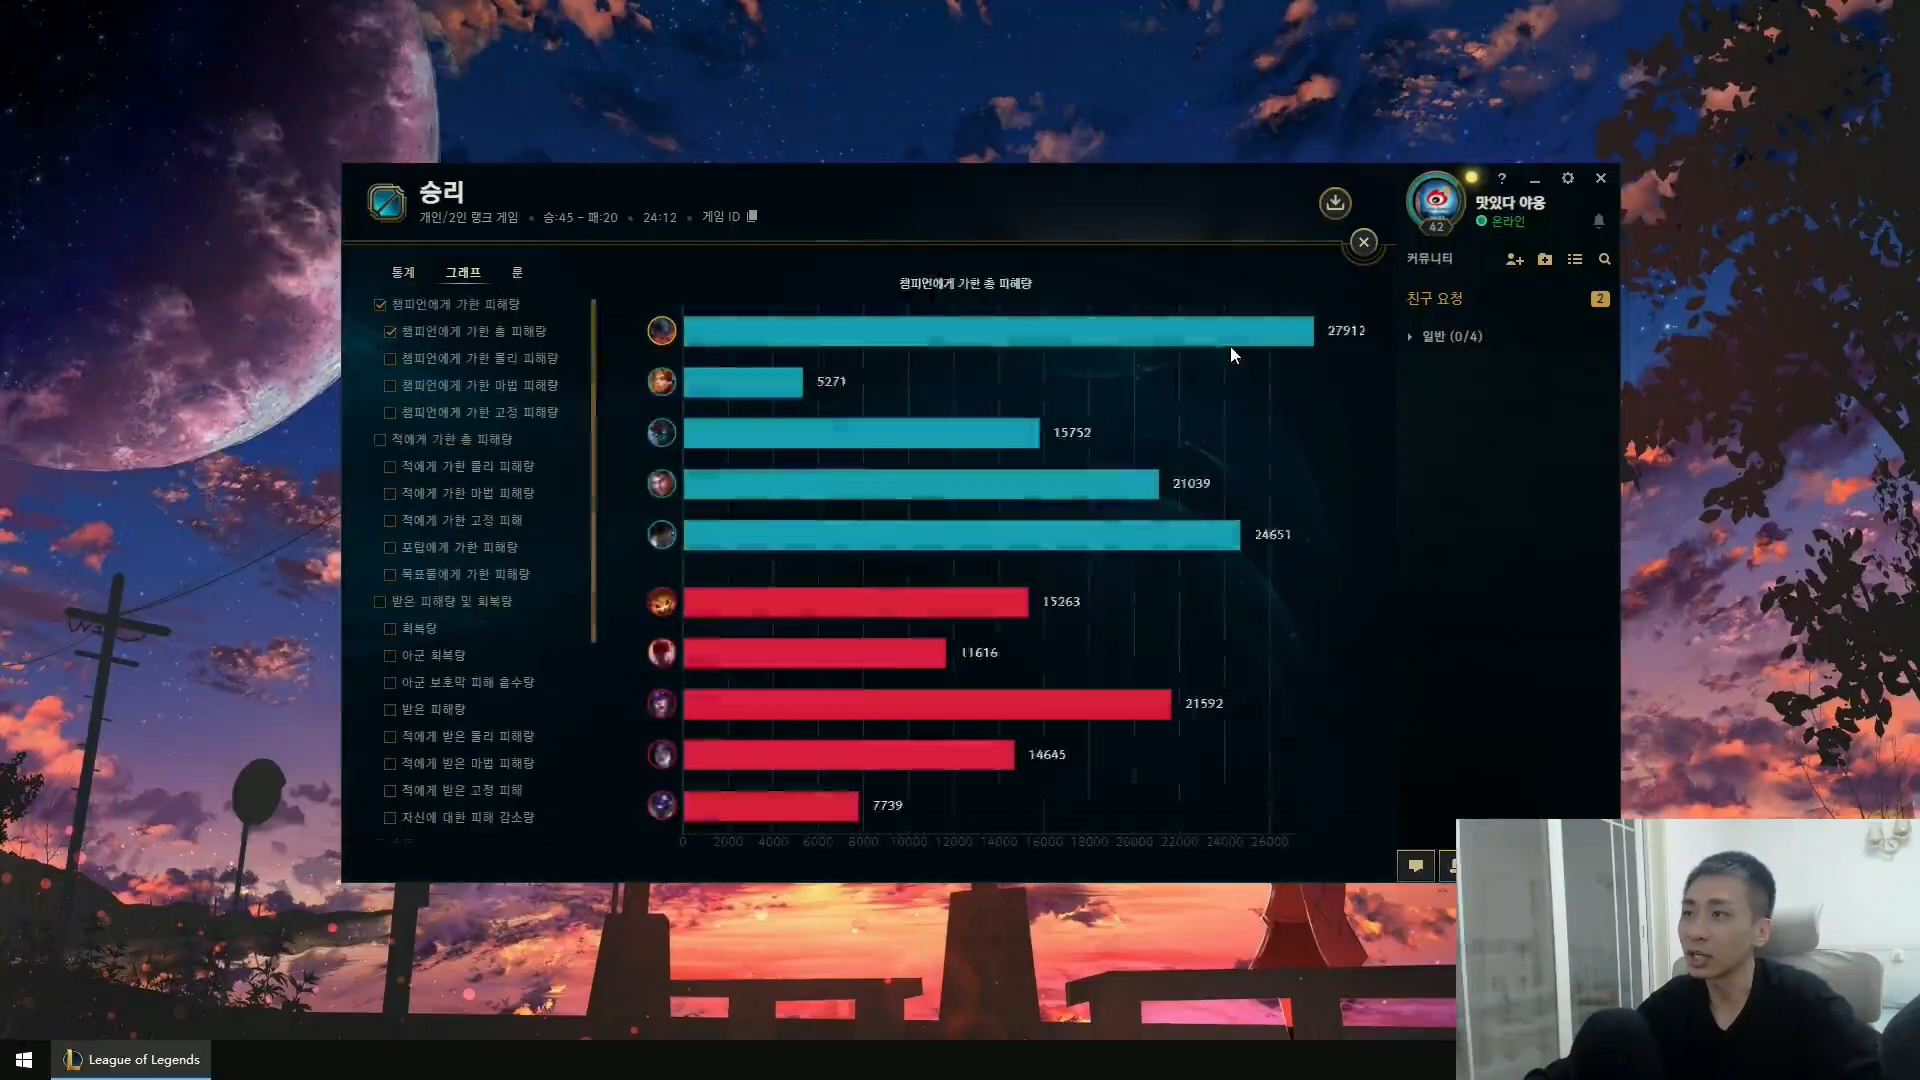 승리
개인/2인 랭크 게임 • 승:45 - 패:20 • 24:12 • 게임 ID
42
맛있다 야옹
온라인
?
커뮤니티
친구 요청 2
일반 (0/4)
통계 그래프 룬
챔피언에게 가한 피해량
챔피언에게 가한 총 피해량
챔피언에게 가한 물리 피해량
챔피언에게 가한 마법 피해량
챔피언에게 가한 고정 피해량
적에게 가한 총 피해량
적에게 가한 물리 피해량
적에게 가한 마법 피해량
적에게 가한 고정 피해
포탑에게 가한 피해량
목표물에게 가한 피해량
받은 피해량 및 회복량
회복량
아군 회복량
아군 보호막 피해 흡수량
받은 피해량
적에게 받은 물리 피해량
적에게 받은 마법 피해량
적에게 받은 고정 피해
자신에 대한 피해 감소량
챔피언에게 가한 총 피해량
27912
5271
15752
21039
24651
15263
11616
21592
14645
7739
0 2000 4000 6000 8000 10000 12000 14000 16000 18000 20000 22000 24000 26000
League of Legends